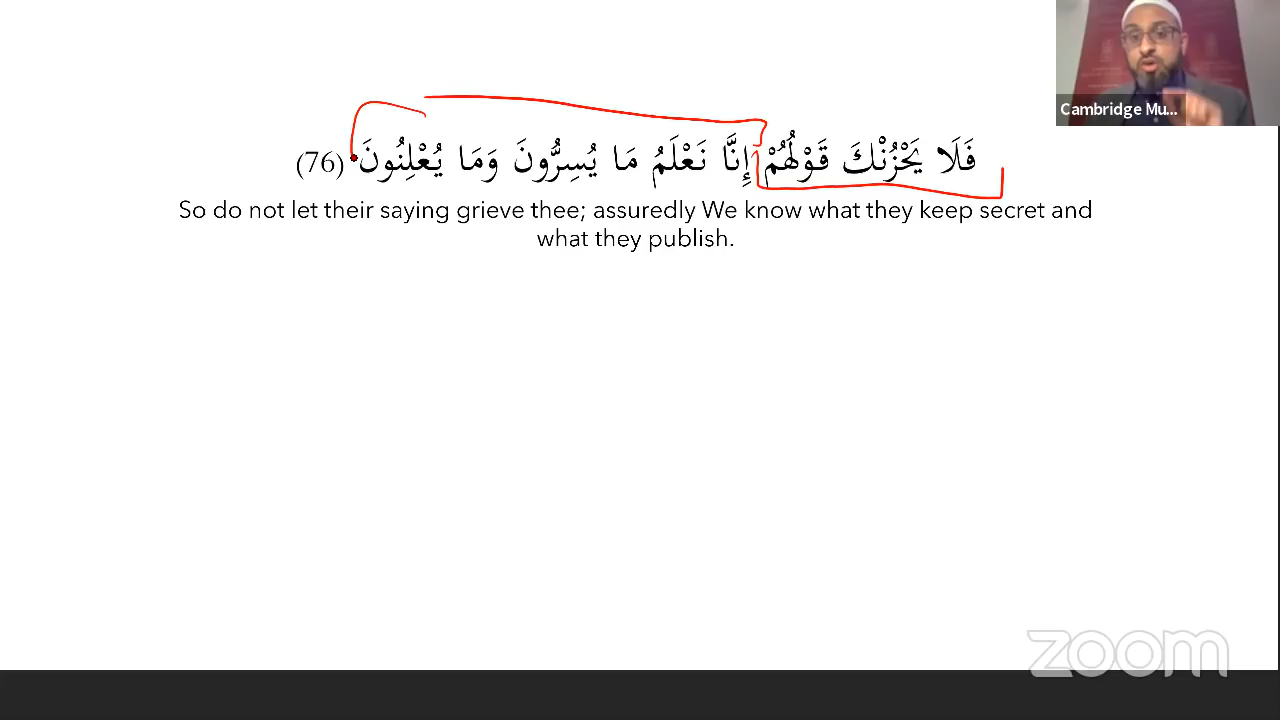 Cambridge Mu...
فَلَا يَحْزُنْكَ قَوْلُهُمْ إِنَّا نَعْلَمُ مَا يُسِرُّونَ وَمَا يُعْلِنُونَ (76)
So do not let their saying grieve thee; assuredly We know what they keep secret and
what they publish.
zoom